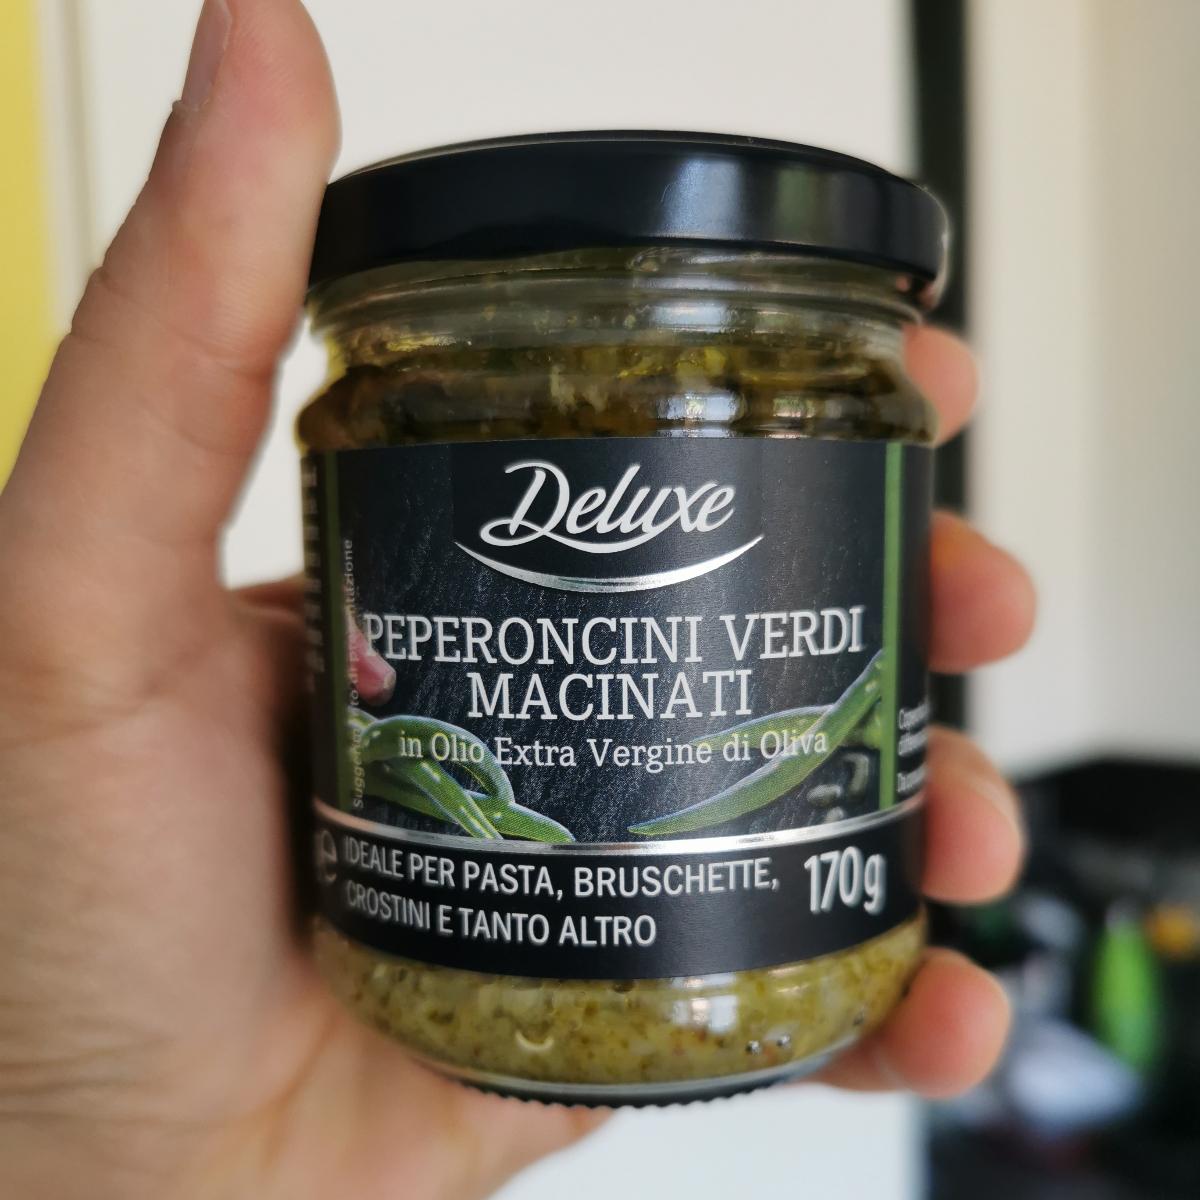 Deluxe
PEPERONCINI VERDI
MACINATI
in Olio Extra Vergine di Oliva
IDEALE PER PASTA, BRUSCHETTE,
CROSTINI E TANTO ALTRO
170g
e